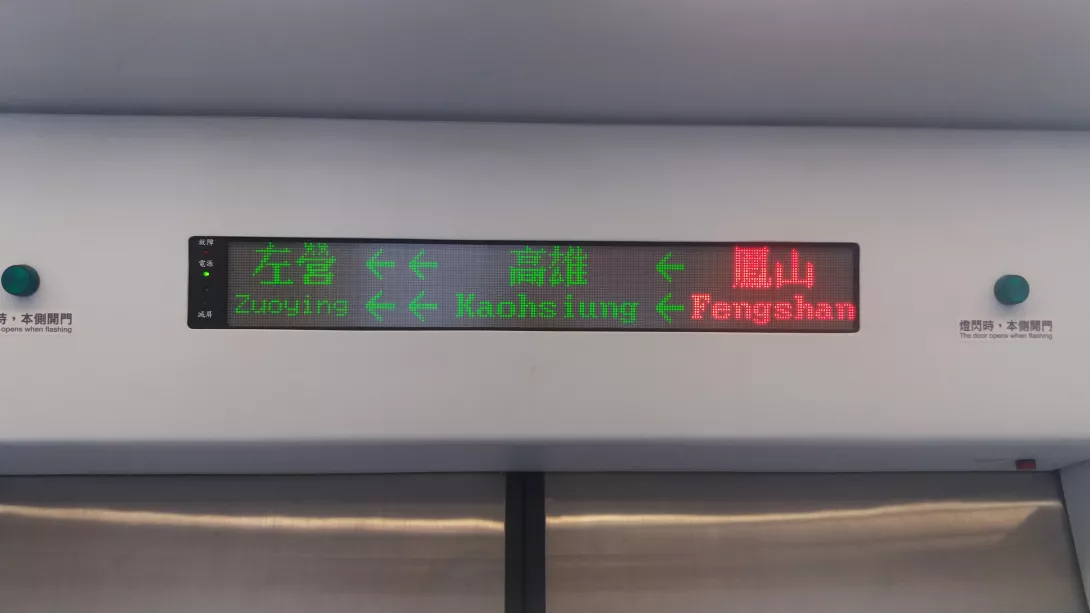 故障
電源
滅屏
左營 ← ← 高雄 ← 鳳山
Zuoying ← ← Kaohsiung ← Fengshan
時，本側開門
opens when flashing
燈閃時，本側開門
The door opens when flashing